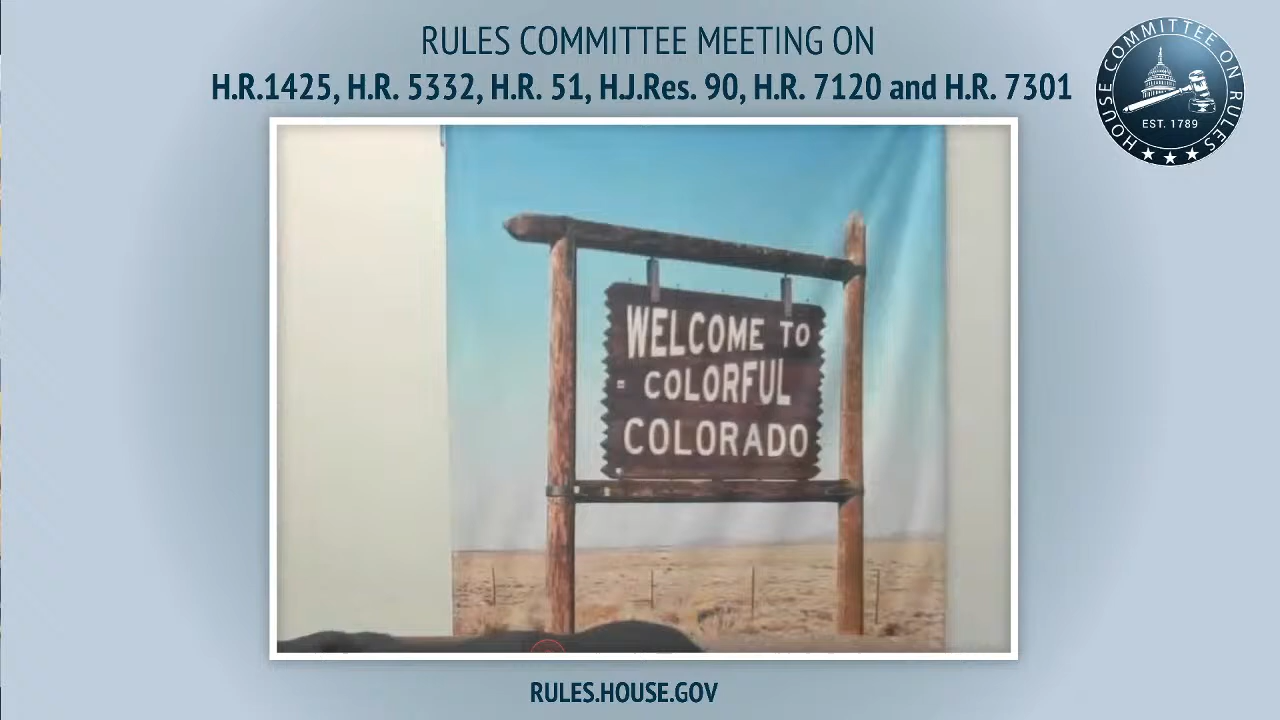 RULES COMMITTEE MEETING ON
H.R.1425, H.R. 5332, H.R. 51, H.J.Res. 90, H.R. 7120 and H.R. 7301
HOUSE COMMITTEE ON RULES
EST. 1789
WELCOME TO
COLORFUL
COLORADO
RULES.HOUSE.GOV